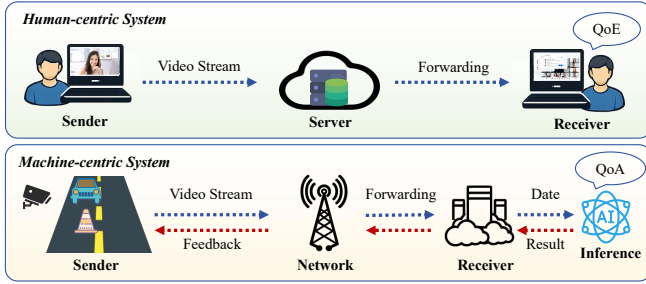 Human-centric System
QoE
Video Stream
Forwarding
Sender
Server
Receiver
Machine-centric System
QoA
Video Stream
Forwarding
Date
AI
Feedback
Result
Sender
Network
Receiver
Inference